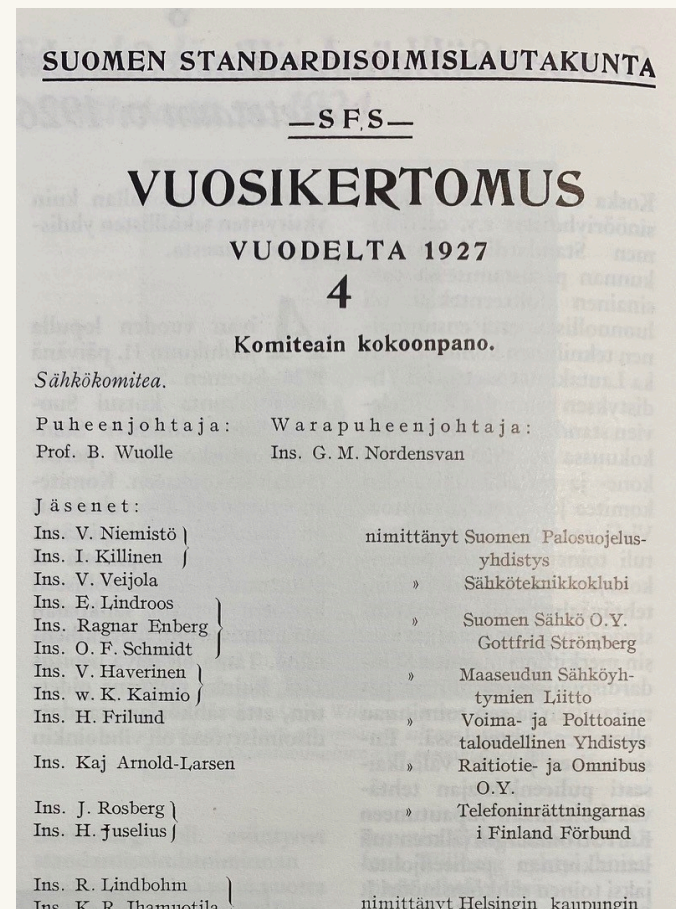 SUOMEN STANDARDISOIMISLAUTAKUNTA
—SFS—
VUOSIKERTOMUS
VUODELTA 1927
4
Komiteain kokoonpano.
Sähkökomitea.
Puheenjohtaja: Warapuheenjohtaja:
Prof. B. Wuolle Ins. G. M. Nordensvan
Jäsenet:
Ins. V. Niemistö } nimittänyt Suomen Palosuojelus-
Ins. I. Killinen } yhdistys
Ins. V. Veijola » Sähköteknikkoklubi
Ins. E. Lindroos
Ins. Ragnar Enberg } » Suomen Sähkö O.Y.
Ins. O. F. Schmidt Gottfrid Strömberg
Ins. V. Haverinen } » Maaseudun Sähköyh-
Ins. w. K. Kaimio } tymien Liitto
Ins. H. Frilund » Voima- ja Polttoaine
taloudellinen Yhdistys
Ins. Kaj Arnold-Larsen » Raitiotie- ja Omnibus
O.Y.
Ins. J. Rosberg } » Telefoninrättningarnas
Ins. H. Juselius } i Finland Förbund
Ins. R. Lindbohm }
Ins. K. R. Ihamuotila nimittänyt Helsingin kaupungin